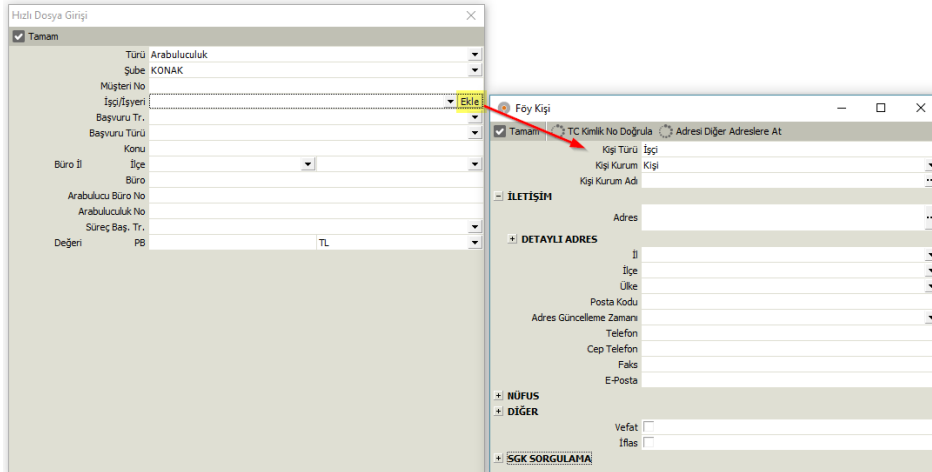 Hızlı Dosya Girişi
Tamam
Türü Arabuluculuk
Şube KONAK
Müşteri No
İşçi/İşyeri Ekle
Başvuru Tr.
Başvuru Türü
Konu
Büro İl İlçe
Büro
Arabulucu Büro No
Arabuluculuk No
Süreç Baş. Tr.
Değeri PB TL
Föy Kişi
Tamam TC Kimlik No Doğrula Adresi Diğer Adreslere At
Kişi Türü İşçi
Kişi Kurum Kişi
Kişi Kurum Adı
İLETİŞİM
Adres
DETAYLI ADRES
İl
İlçe
Ülke
Posta Kodu
Adres Güncelleme Zamanı
Telefon
Cep Telefon
Faks
E-Posta
NÜFUS
DİĞER
Vefat
İflas
SGK SORGULAMA